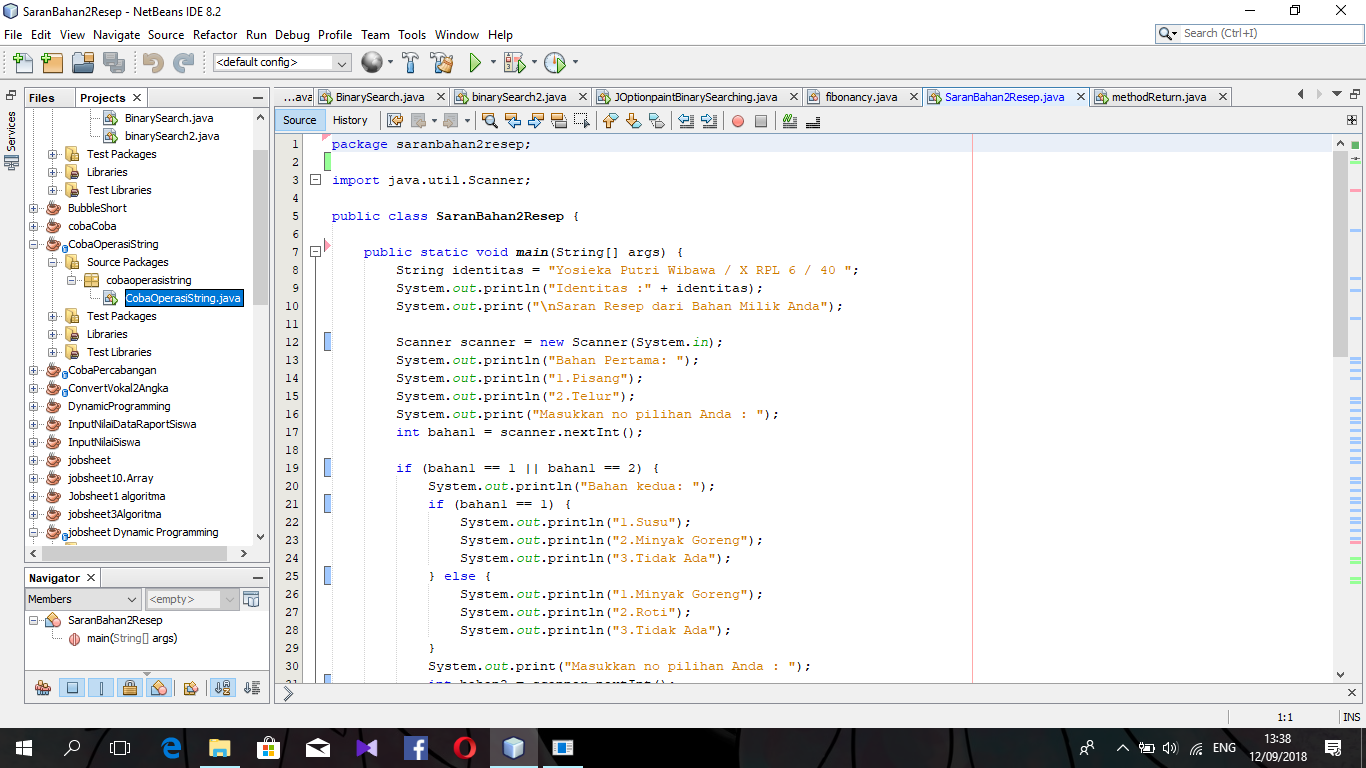 SaranBahan2Resep - NetBeans IDE 8.2
File Edit View Navigate Source Refactor Run Debug Profile Team Tools Window Help
Search (Ctrl+I)
<default config>
Services
Files Projects
BinarySearch.java
binarySearch2.java
Test Packages
Libraries
Test Libraries
BubbleShort
cobaCoba
CobaOperasiString
Source Packages
cobaoperasistring
CobaOperasiString.java
Test Packages
Libraries
Test Libraries
CobaPercabangan
ConvertVokal2Angka
DynamicProgramming
InputNilaiDataRaportSiswa
InputNilaiSiswa
jobsheet
jobsheet10.Array
Jobsheet1 algoritma
jobsheet3Algoritma
jobsheet Dynamic Programming
Navigator
Members <empty>
SaranBahan2Resep
main(String[] args)
...ava BinarySearch.java binarySearch2.java JOptionpaintBinarySearching.java fibonancy.java SaranBahan2Resep.java methodReturn.java
Source History
1 package saranbahan2resep;
2
3 import java.util.Scanner;
4
5 public class SaranBahan2Resep {
6
7 public static void main(String[] args) {
8 String identitas = "Yosieka Putri Wibawa / X RPL 6 / 40 ";
9 System.out.println("Identitas :" + identitas);
10 System.out.print("\nSaran Resep dari Bahan Milik Anda");
11
12 Scanner scanner = new Scanner(System.in);
13 System.out.println("Bahan Pertama: ");
14 System.out.println("1.Pisang");
15 System.out.println("2.Telur");
16 System.out.print("Masukkan no pilihan Anda : ");
17 int bahan1 = scanner.nextInt();
18
19 if (bahan1 == 1 || bahan1 == 2) {
20 System.out.println("Bahan kedua: ");
21 if (bahan1 == 1) {
22 System.out.println("1.Susu");
23 System.out.println("2.Minyak Goreng");
24 System.out.println("3.Tidak Ada");
25 } else {
26 System.out.println("1.Minyak Goreng");
27 System.out.println("2.Roti");
28 System.out.println("3.Tidak Ada");
29 }
30 System.out.print("Masukkan no pilihan Anda : ");
31 int bahan2 = scanner.nextInt();
1:1 INS
ENG
13:38
12/09/2018